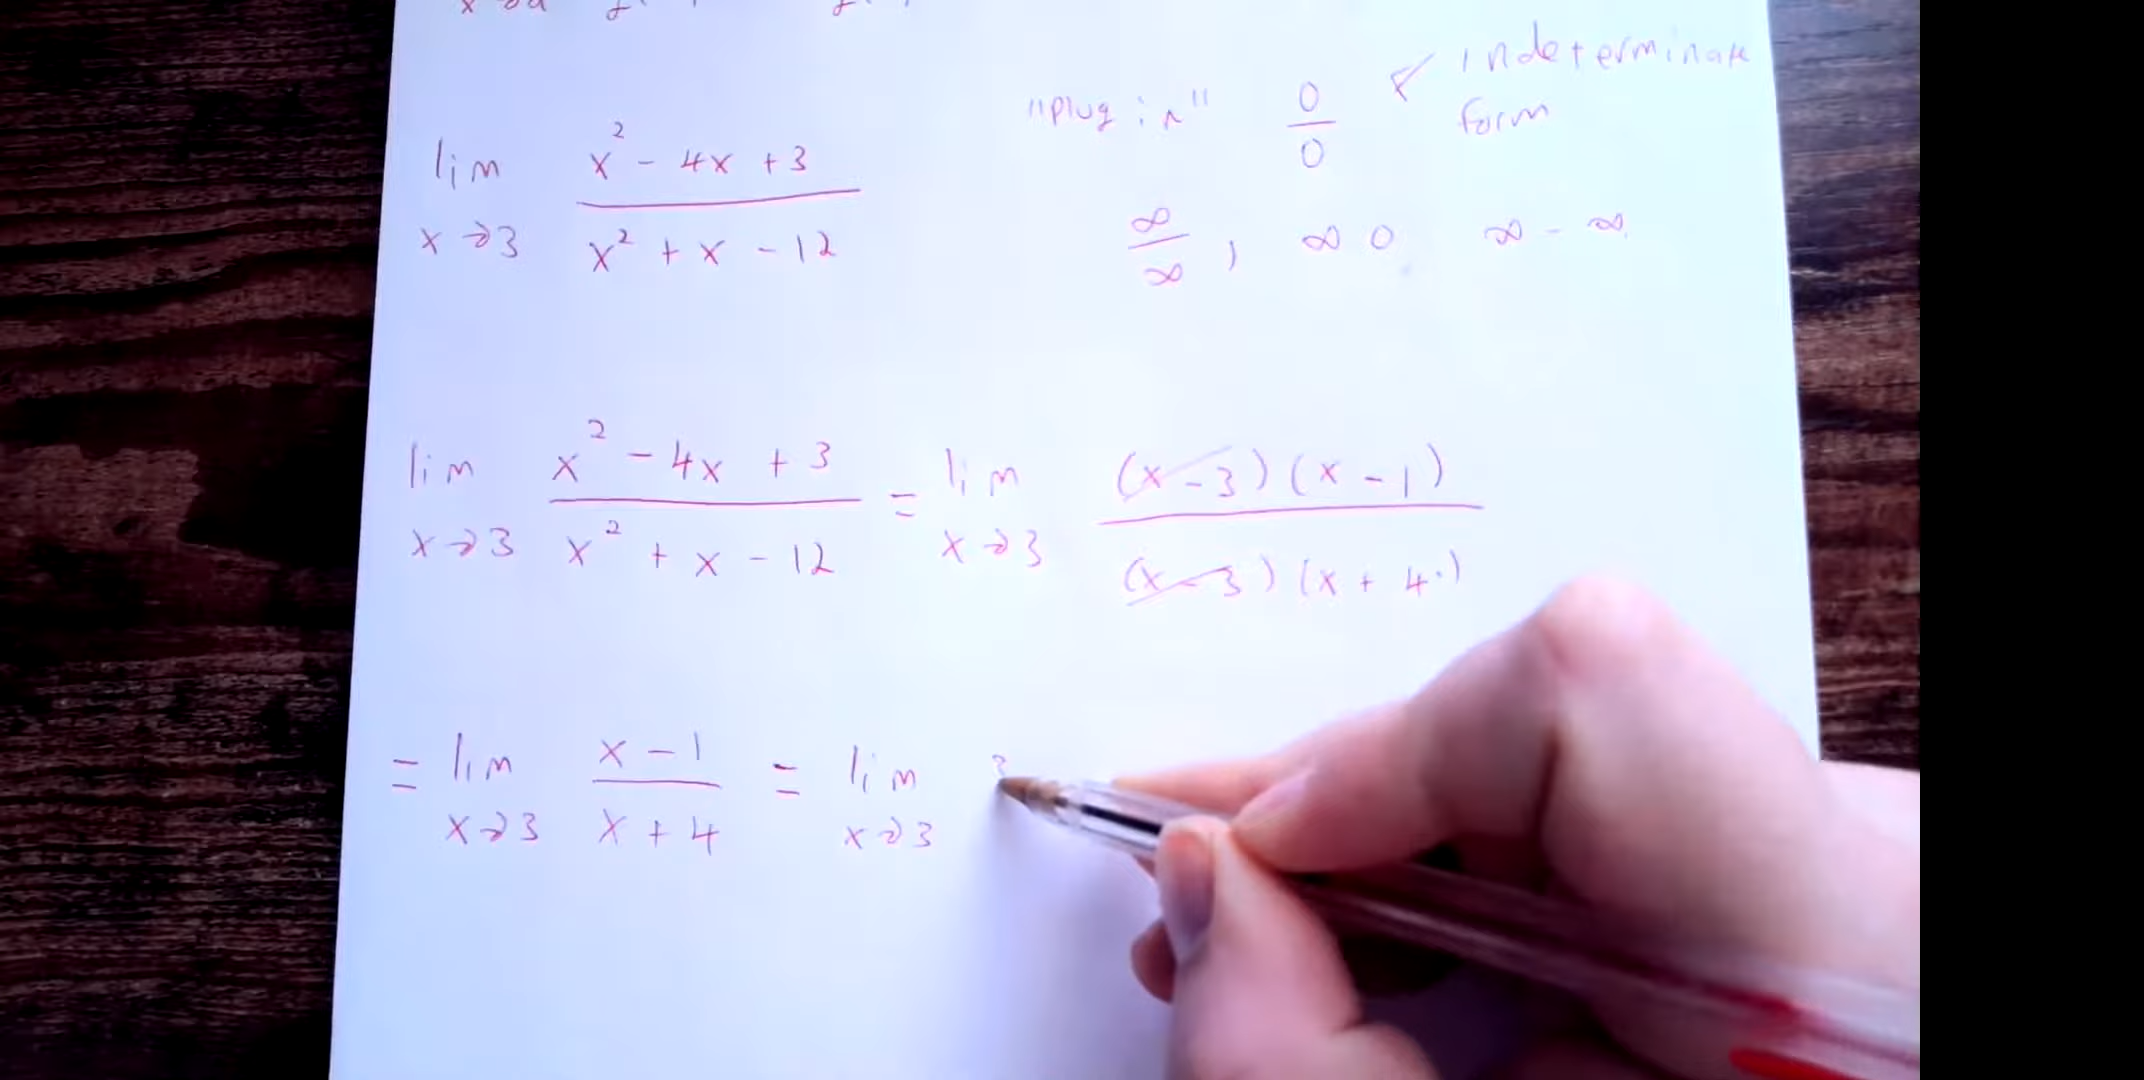 "plug in" 0/0 ← indeterminate form
lim x→3 (x² - 4x + 3)/(x² + x - 12)
∞/∞, ∞ 0 ∞ - ∞
lim x→3 (x² - 4x + 3)/(x² + x - 12) = lim x→3 (x-3)(x-1)/(x-3)(x+4)
= lim x→3 (x-1)/(x+4) = lim x→3